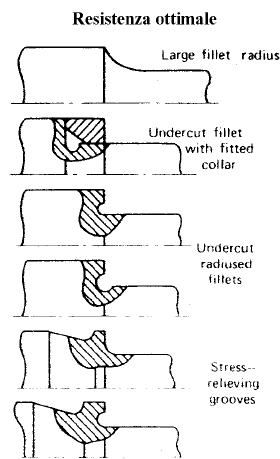 Resistenza ottimale
Large fillet radius
Undercut fillet
with fitted
collar
Undercut
radiused
fillets
Stress--
relieving
grooves